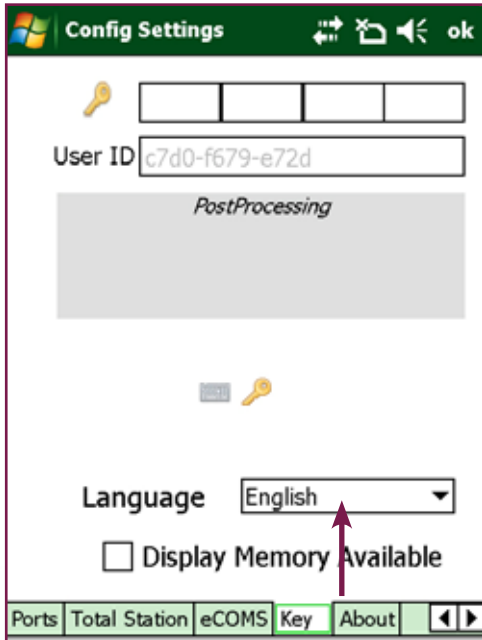 Config Settings ok
User ID c7d0-f679-e72d
PostProcessing
Language English
Display Memory Available
Ports Total Station eCOMS Key About